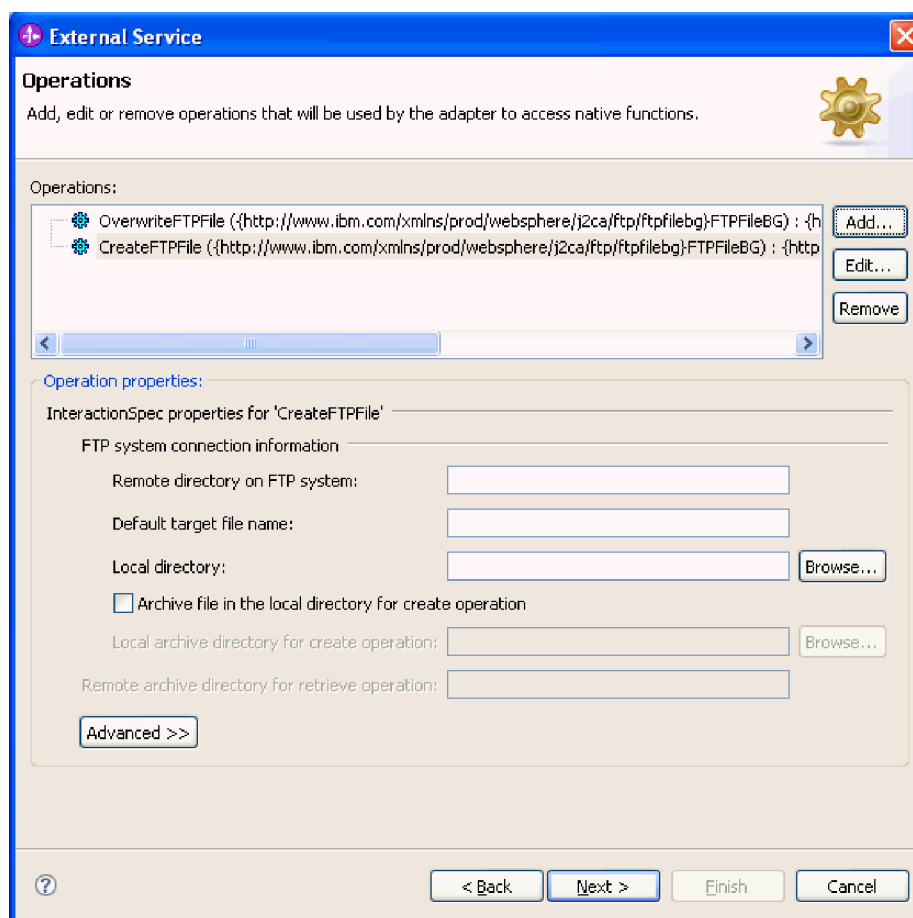 External Service
Operations
Add, edit or remove operations that will be used by the adapter to access native functions.
Operations:
OverwriteFTPFile ({http://www.ibm.com/xmlns/prod/websphere/j2ca/ftp/ftpfilebg}FTPFileBG) : {h
Add...
CreateFTPFile ({http://www.ibm.com/xmlns/prod/websphere/j2ca/ftp/ftpfilebg}FTPFileBG) : {http
Edit...
Remove
Operation properties:
InteractionSpec properties for 'CreateFTPFile'
FTP system connection information
Remote directory on FTP system:
Default target file name:
Local directory:
Browse...
Archive file in the local directory for create operation
Local archive directory for create operation:
Browse...
Remote archive directory for retrieve operation:
Advanced >>
?
< Back
Next >
Finish
Cancel